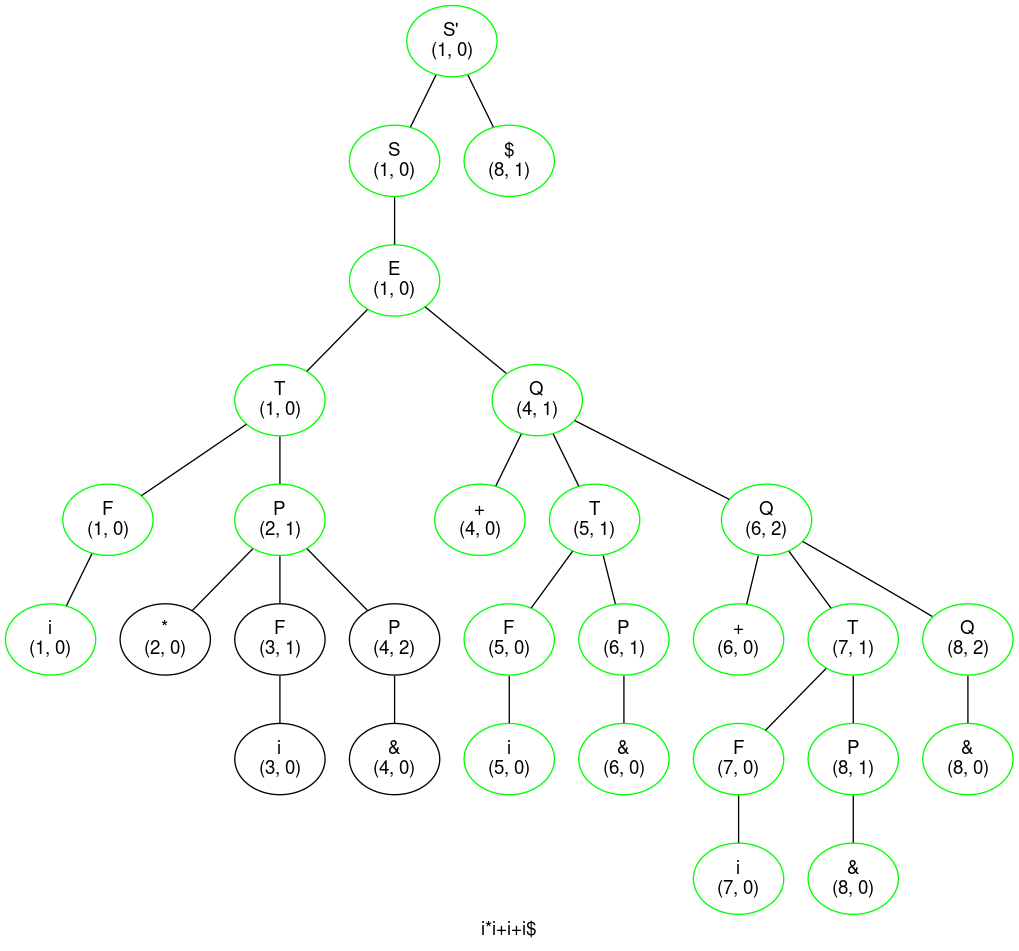 S'
(1, 0)
S
(1, 0)
$
(8, 1)
E
(1, 0)
T
(1, 0)
Q
(4, 1)
F
(1, 0)
P
(2, 1)
+
(4, 0)
T
(5, 1)
Q
(6, 2)
i
(1, 0)
*
(2, 0)
F
(3, 1)
P
(4, 2)
F
(5, 0)
P
(6, 1)
+
(6, 0)
T
(7, 1)
Q
(8, 2)
i
(3, 0)
&
(4, 0)
i
(5, 0)
&
(6, 0)
F
(7, 0)
P
(8, 1)
&
(8, 0)
i
(7, 0)
&
(8, 0)
i*i+i+i$